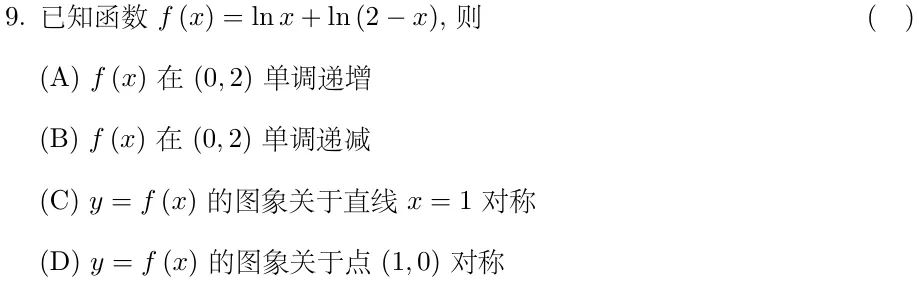 9. 已知函数 f (x) = ln x + ln (2 − x), 则 ( )
(A) f (x) 在 (0, 2) 单调递增
(B) f (x) 在 (0, 2) 单调递减
(C) y = f (x) 的图象关于直线 x = 1 对称
(D) y = f (x) 的图象关于点 (1, 0) 对称